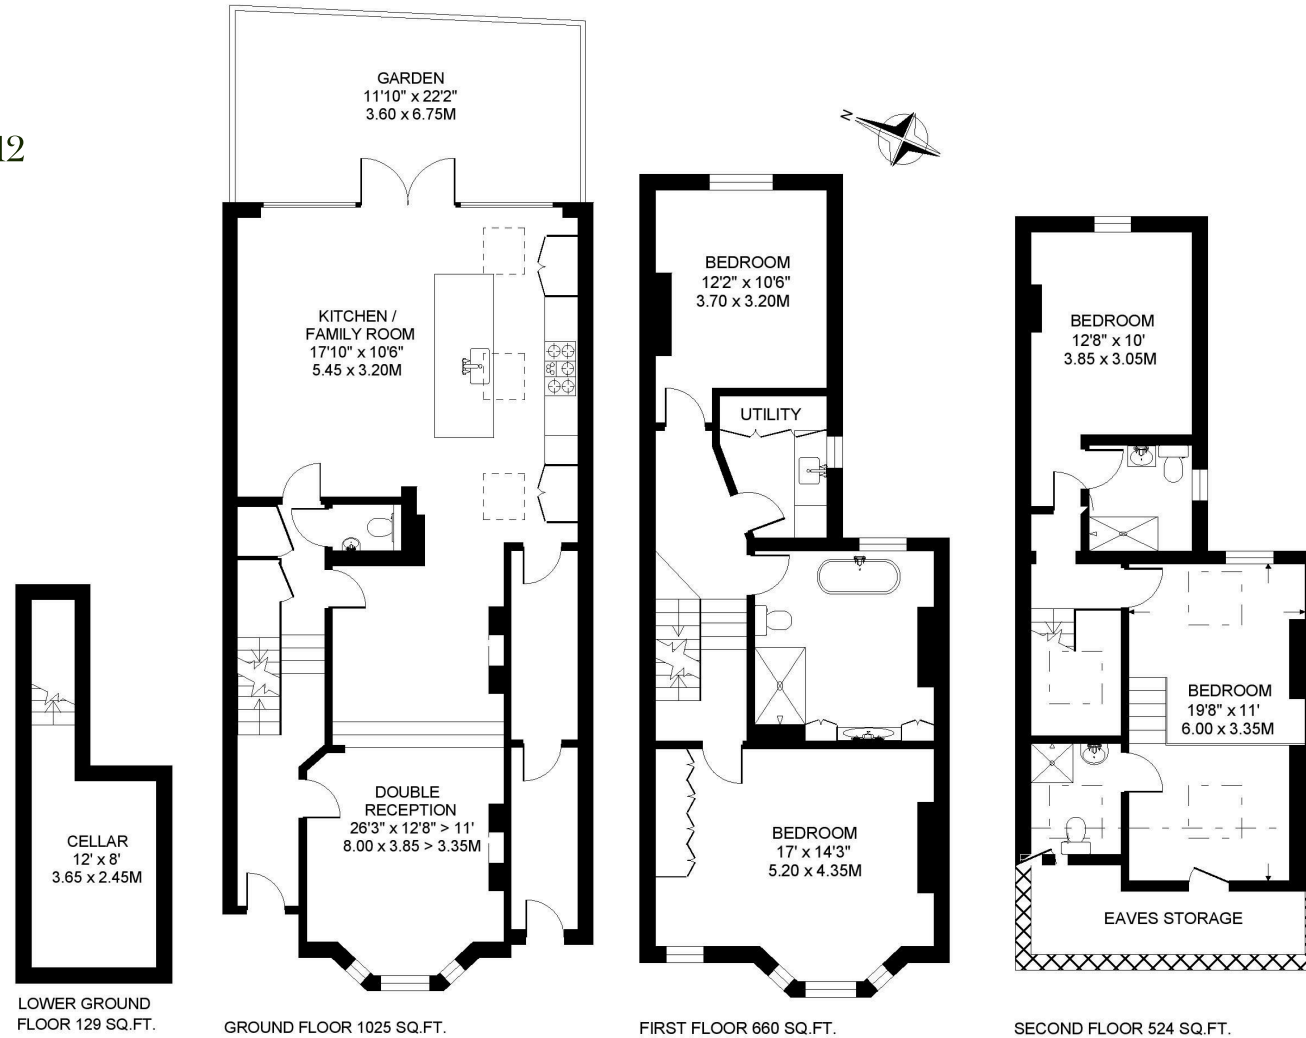 12
GARDEN
11'10" x 22'2"
3.60 x 6.75M
N
KITCHEN /
FAMILY ROOM
17'10" x 10'6"
5.45 x 3.20M
DOUBLE
RECEPTION
26'3" x 12'8" > 11'
8.00 x 3.85 > 3.35M
CELLAR
12' x 8'
3.65 x 2.45M
LOWER GROUND
FLOOR 129 SQ.FT.
GROUND FLOOR 1025 SQ.FT.
BEDROOM
12'2" x 10'6"
3.70 x 3.20M
UTILITY
BEDROOM
17' x 14'3"
5.20 x 4.35M
FIRST FLOOR 660 SQ.FT.
BEDROOM
12'8" x 10'
3.85 x 3.05M
BEDROOM
19'8" x 11'
6.00 x 3.35M
EAVES STORAGE
SECOND FLOOR 524 SQ.FT.